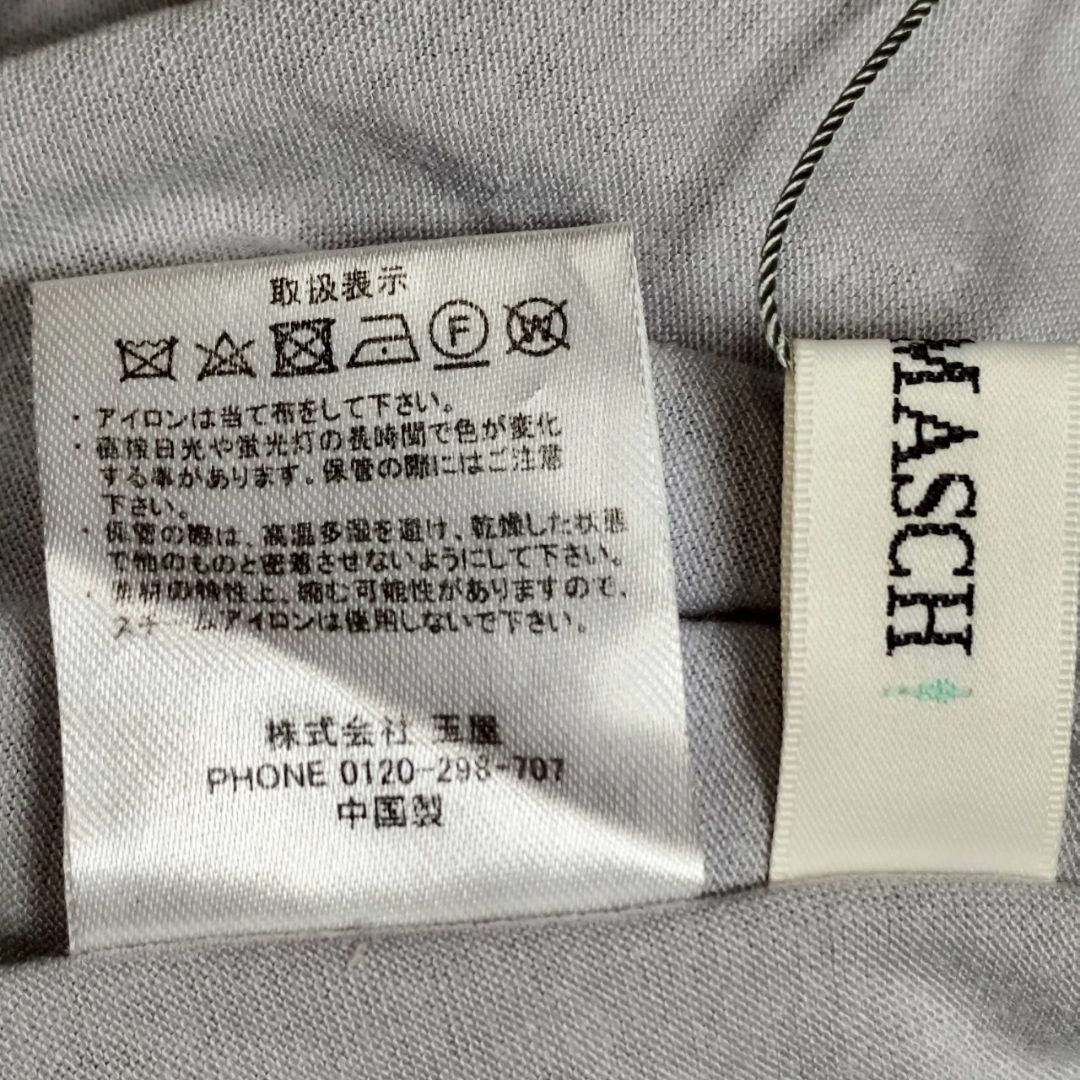 取扱表示
F W
・アイロンは当て布をして下さい。
・直接日光や蛍光灯の長時間で色が変化
する事があります。保管の際にはご注意
下さい。
・保管の際は、高温多湿を避け、乾燥した状態
で他のものと密着させないようにして下さい。
・素材の特性上、縮む可能性がありますので、
スチームアイロンは使用しないで下さい。
株式会社 玉屋
PHONE 0120-298-707
中国製
MASCH